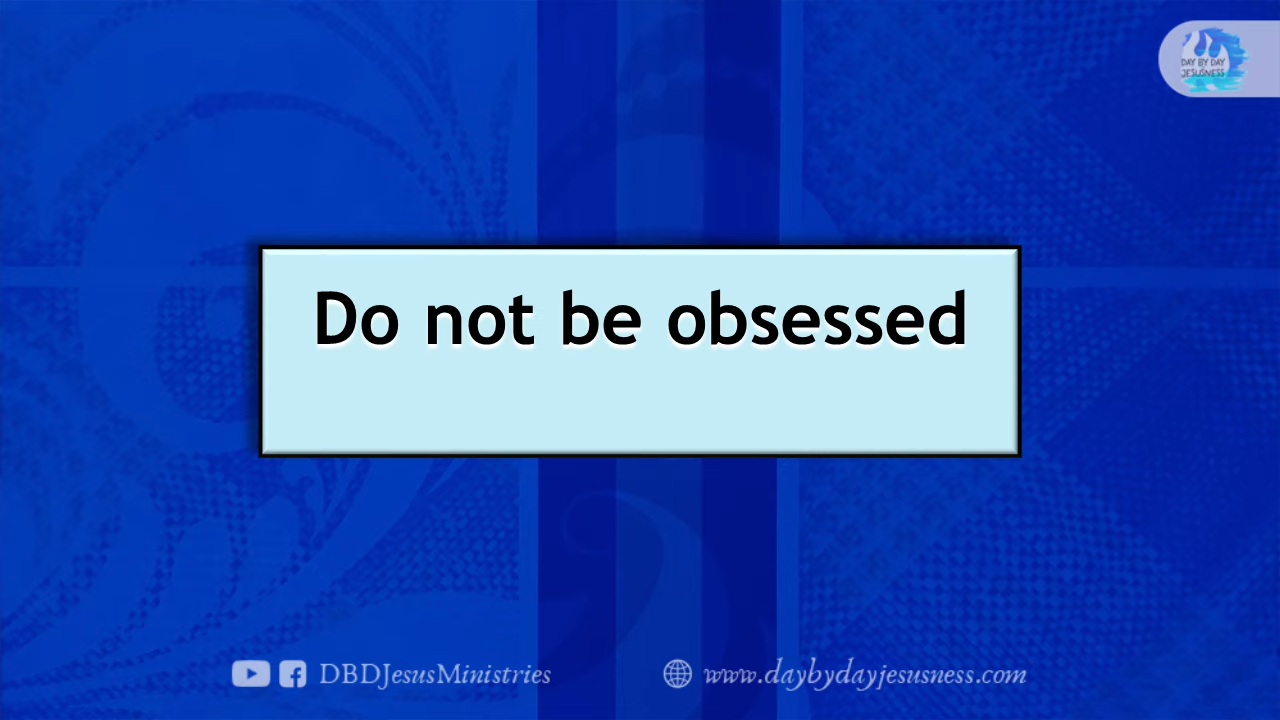 DAY BY DAY
JESUSNESS
Do not be obsessed
DBDJesusMinistries
www.daybydayjesusness.com